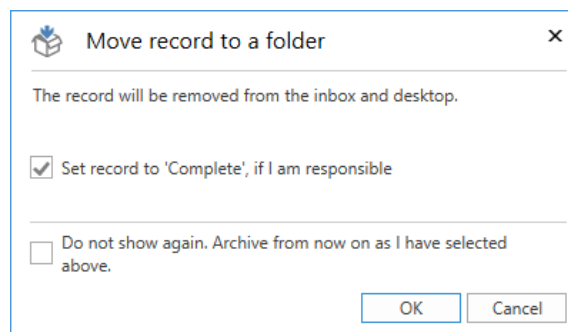 Move record to a folder
The record will be removed from the inbox and desktop.
Set record to 'Complete', if I am responsible
Do not show again. Archive from now on as I have selected
above.
OK Cancel